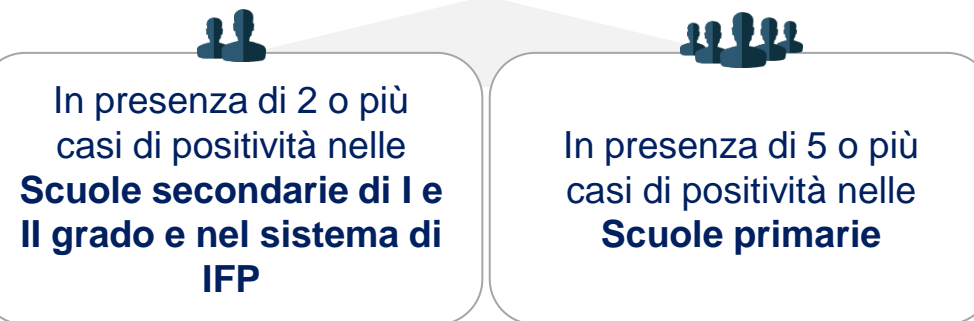 In presenza di 2 o più
casi di positività nelle
Scuole secondarie di I e
II grado e nel sistema di
IFP
In presenza di 5 o più
casi di positività nelle
Scuole primarie